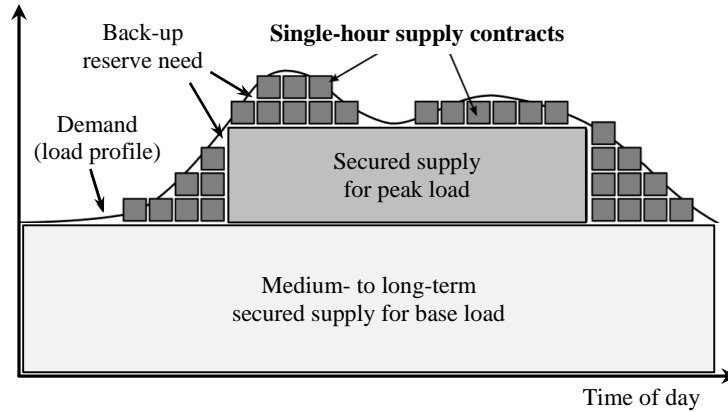 Back-up
reserve need
Single-hour supply contracts
Demand
(load profile)
Secured supply
for peak load
Medium- to long-term
secured supply for base load
Time of day